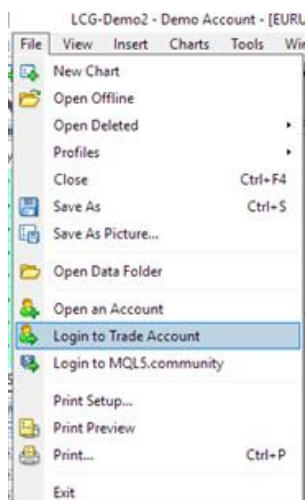 LCG-Demo2 - Demo Account - [EURU
File View Insert Charts Tools Wi
New Chart
Open Offline
Open Deleted
Profiles
Close Ctrl+F4
Save As Ctrl+S
Save As Picture...
Open Data Folder
Open an Account
Login to Trade Account
Login to MQL5.community
Print Setup...
Print Preview
Print... Ctrl+P
Exit